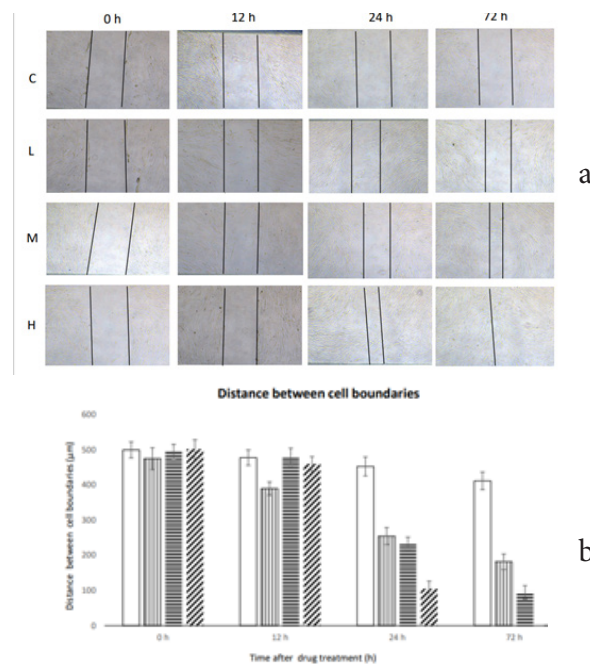 0 h 12 h 24 h 72 h
C
L
a
M
H
Distance between cell boundaries
600
500
400
300
200
100
0
Distance between cell boundaries (µm)
b
0 h 12 h 24 h 72 h
Time after drug treatment (h)